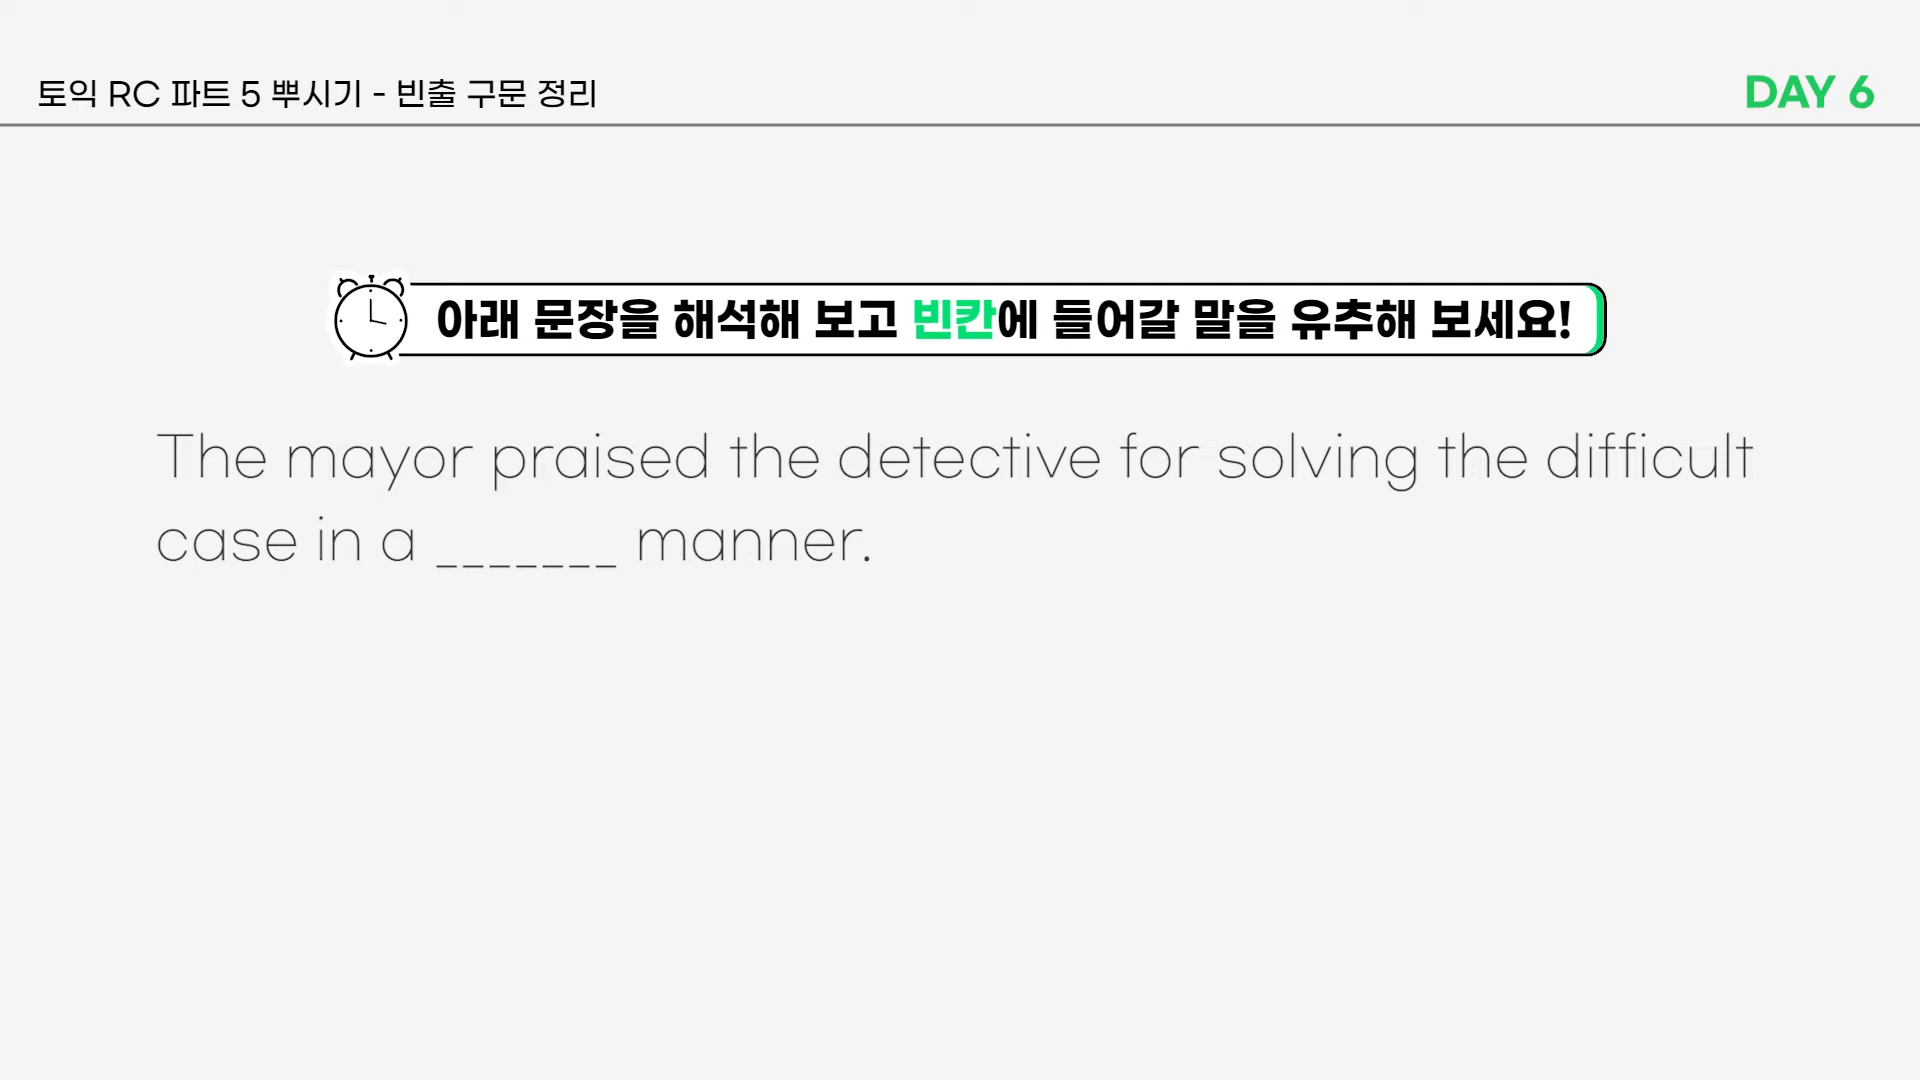 토익 RC 파트 5 뿌시기 - 빈출 구문 정리
DAY 6
아래 문장을 해석해 보고 빈칸에 들어갈 말을 유추해 보세요!
The mayor praised the detective for solving the difficult
case in a _______ manner.